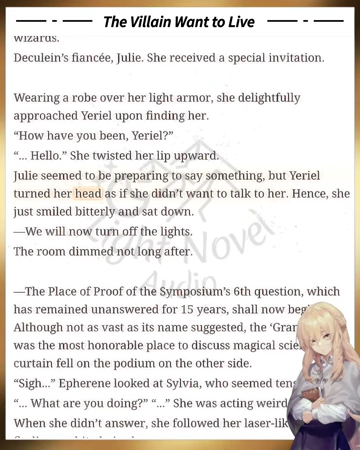 The Villain Want to Live
wizards.
Deculein's fiancée, Julie. She received a special invitation.
Wearing a robe over her light armor, she delightfully
approached Yeriel upon finding her.
“How have you been, Yeriel?”
“... Hello.” She twisted her lip upward.
Julie seemed to be preparing to say something, but Yeriel
turned her head as if she didn't want to talk to her. Hence, she
just smiled bitterly and sat down.
—We will now turn off the lights.
The room dimmed not long after.
—The Place of Proof of the Symposium's 6th question, which
has remained unanswered for 15 years, shall now
Although not as vast as its name suggested, the
was the most honorable place to discuss magical
curtain fell on the podium on the other side.
“Sigh...” Epherene looked at Sylvia, who seemed
“... What are you doing?” “...” She was acting
When she didn't answer, she followed her
Light Novel
Audio